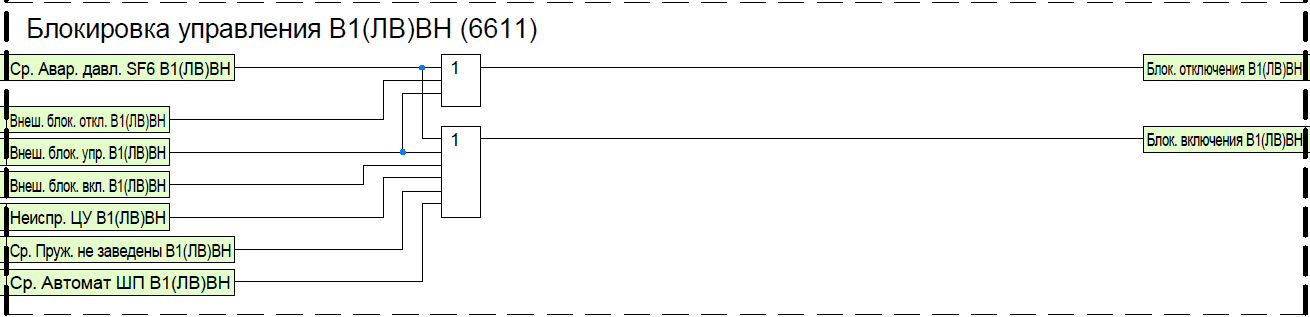 Блокировка управления В1(ЛВ)ВН (6611)
Ср. Авар. давл. SF6 В1(ЛВ)ВН
1
Блок. отключения В1(ЛВ)ВН
Внеш. блок. откл. В1(ЛВ)ВН
1
Блок. включения В1(ЛВ)ВН
Внеш. блок. упр. В1(ЛВ)ВН
Внеш. блок. вкл. В1(ЛВ)ВН
Неиспр. ЦУ В1(ЛВ)ВН
Ср. Пруж. не заведены В1(ЛВ)ВН
Ср. Автомат ШП В1(ЛВ)ВН